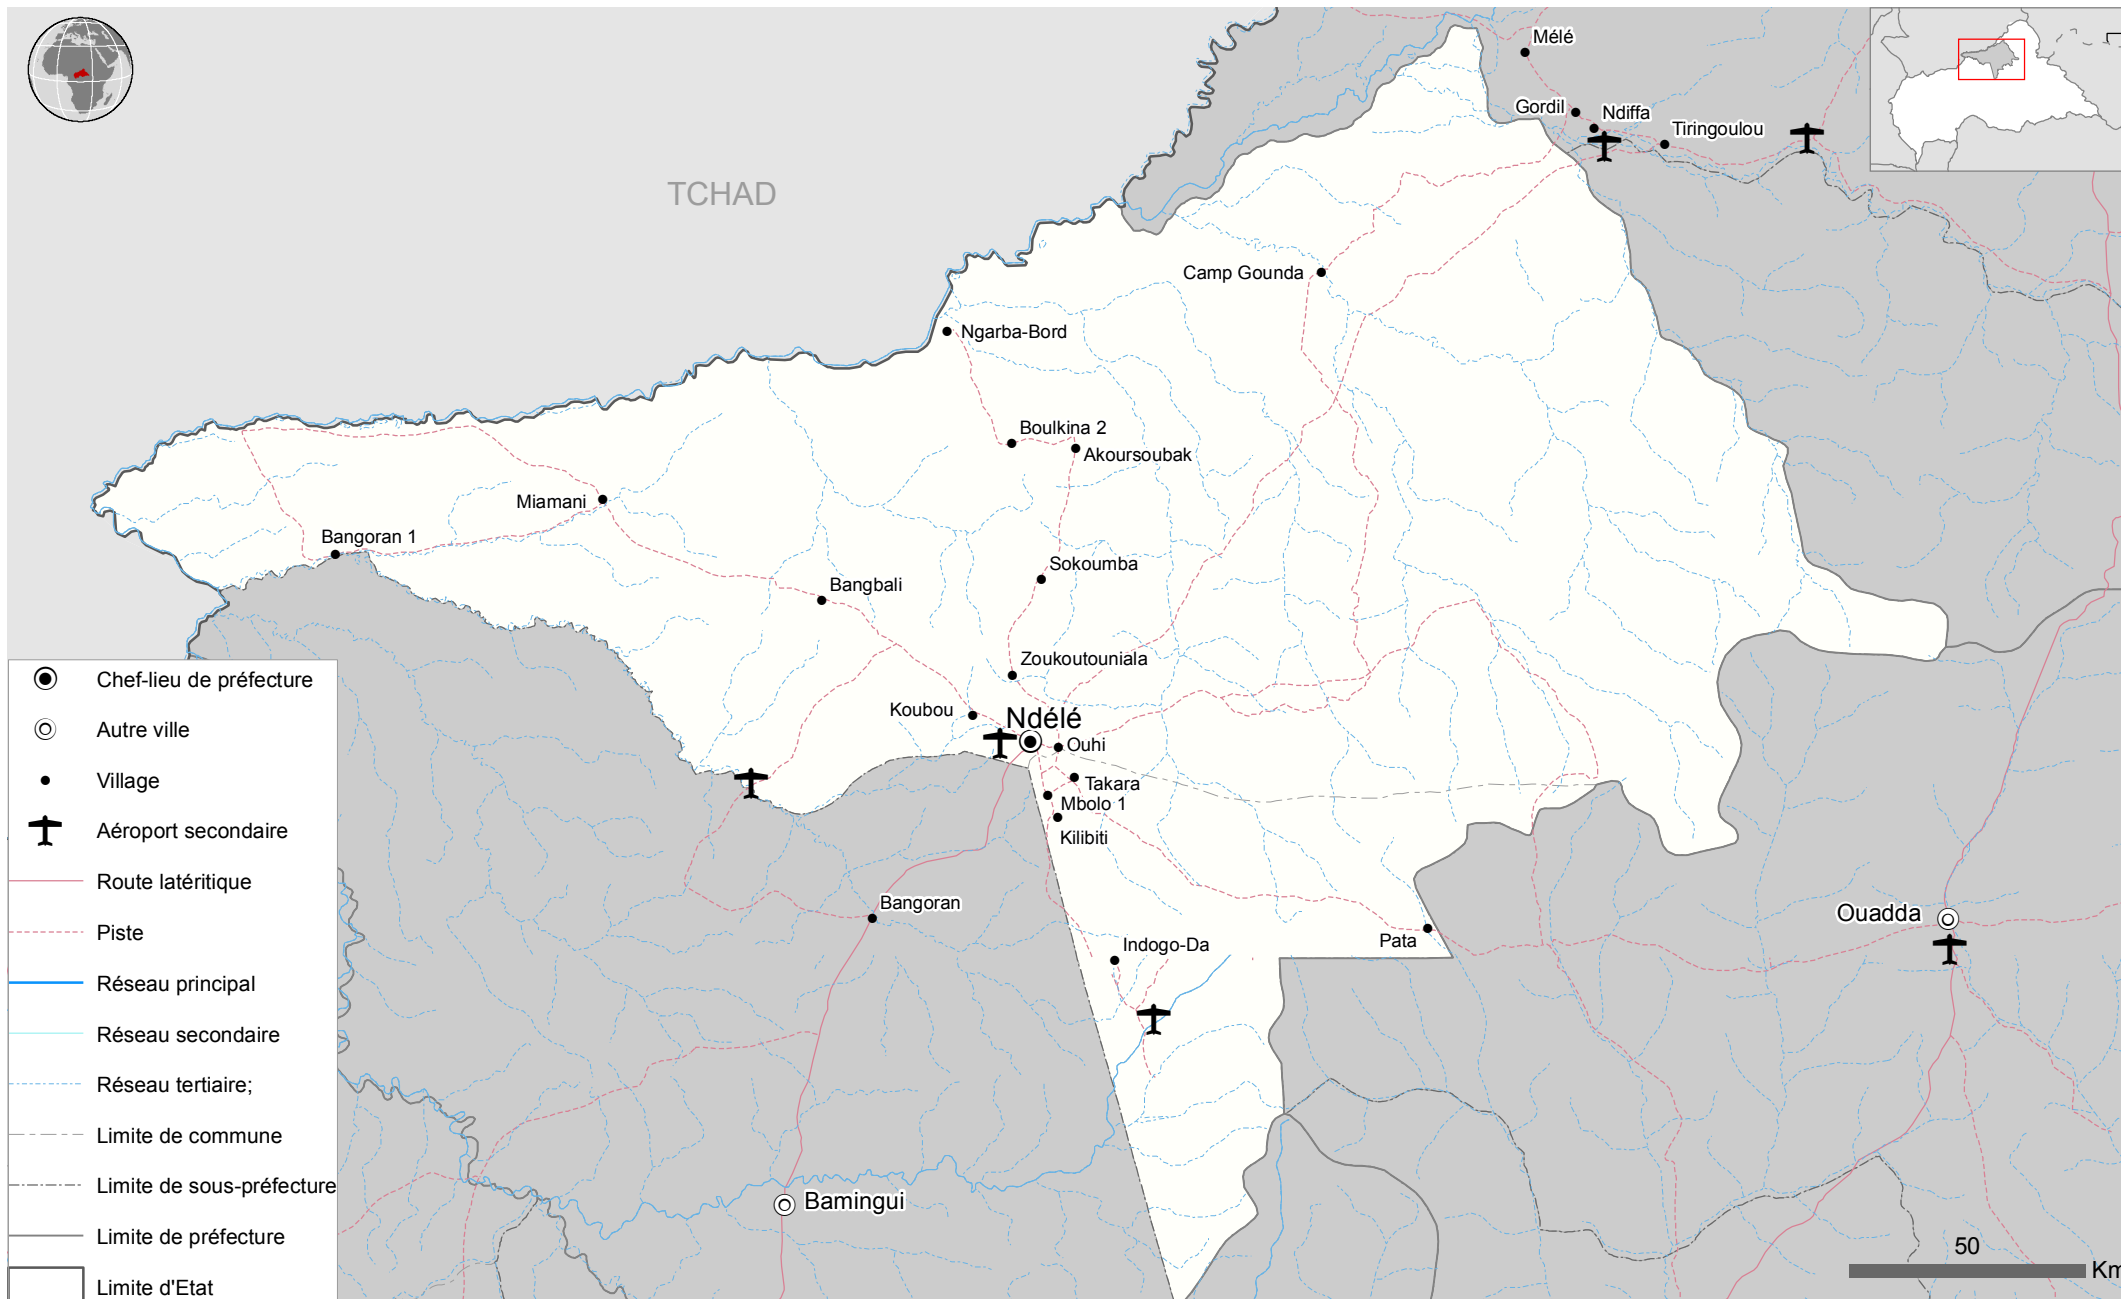 Mélé
Gordil
Ndiffa
Tiringoulou
TCHAD
Camp Gounda
Ngarba-Bord
Boulkina 2
Akoursoubak
Miamani
Bangoran 1
Sokoumba
Bangbali
Zoukoutouniala
Koubou
Ndélé
Ouhi
Takara
Mbolo 1
Kilibiti
Bangoran
Ouadda
Pata
Indogo-Da
Bamingui
Chef-lieu de préfecture
Autre ville
Village
Aéroport secondaire
Route latéritique
Piste
Réseau principal
Réseau secondaire
Réseau tertiaire;
Limite de commune
Limite de sous-préfecture
Limite de préfecture
Limite d'Etat
50
Km